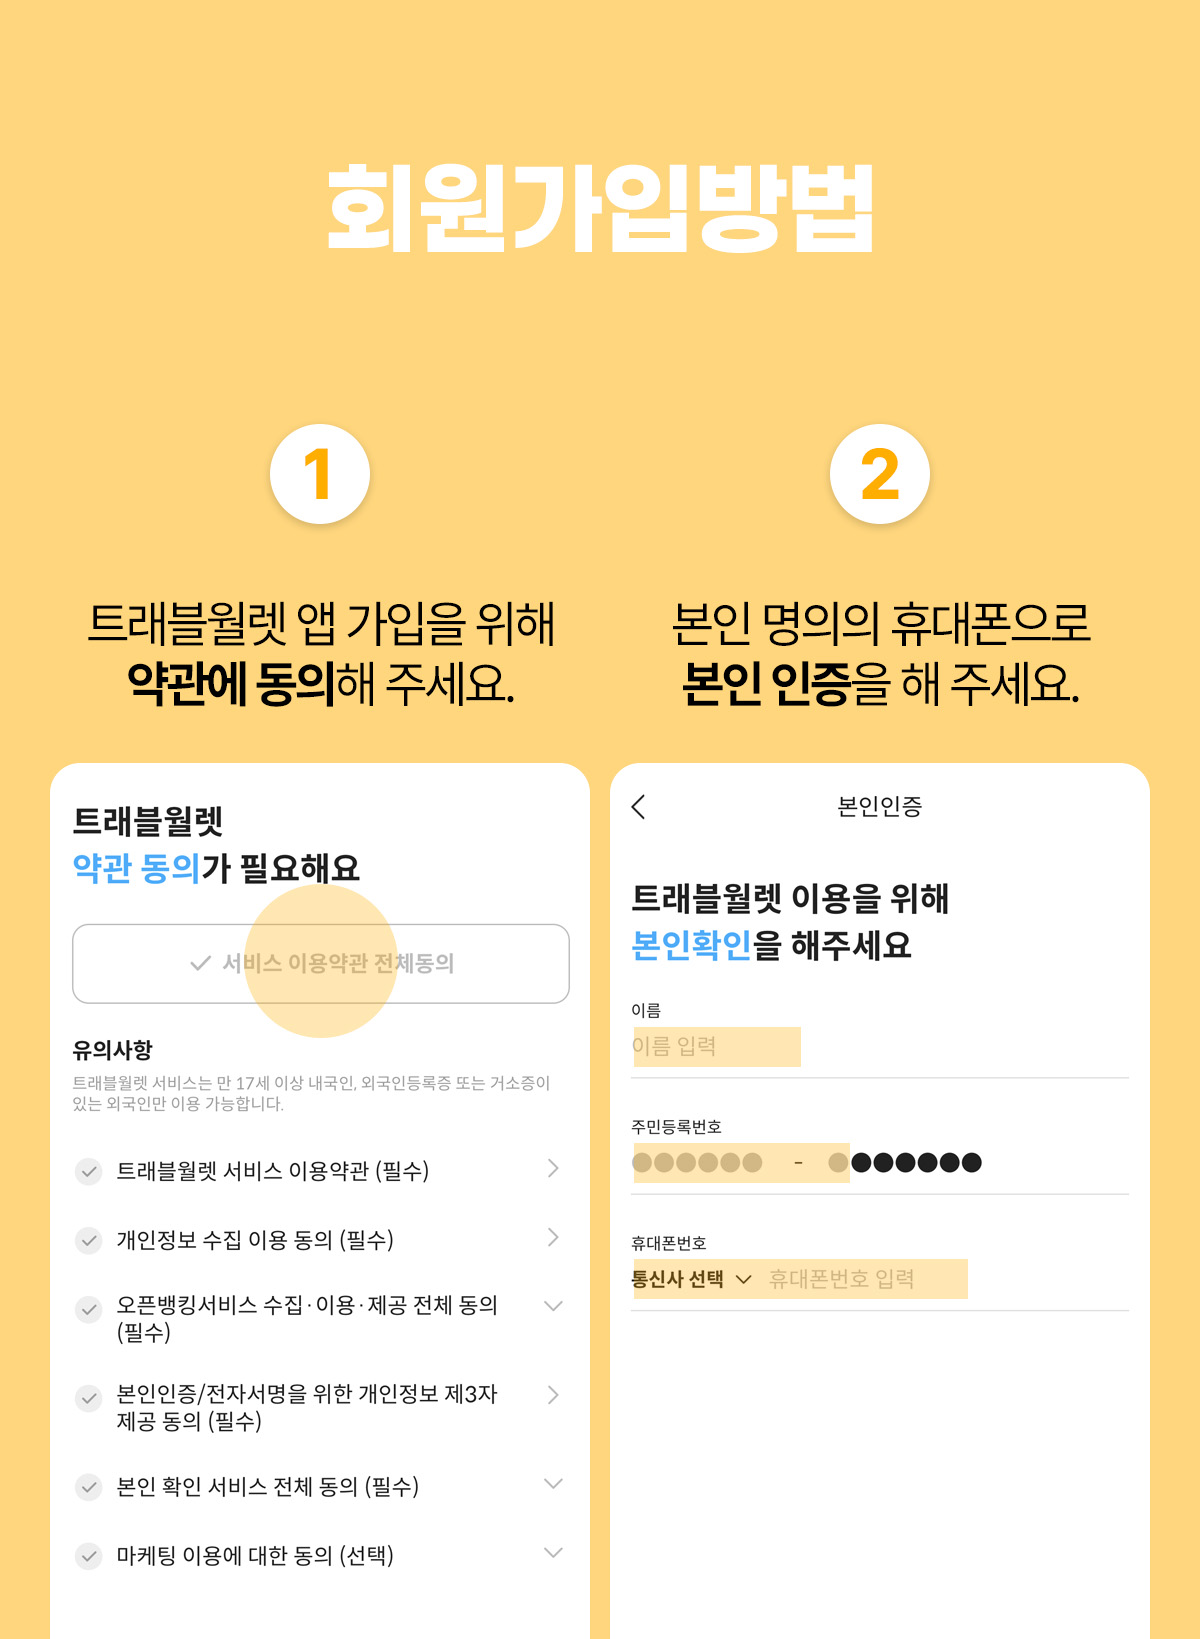 회원가입방법
1
트래블월렛 앱 가입을 위해
약관에 동의해 주세요.
트래블월렛
약관 동의가 필요해요
서비스 이용약관 전체동의
유의사항
트래블월렛 서비스는 만 17세 이상 내국인, 외국인등록증 또는 거소증이
있는 외국인만 이용 가능합니다.
트래블월렛 서비스 이용약관 (필수)
개인정보 수집 이용 동의 (필수)
오픈뱅킹서비스 수집·이용·제공 전체 동의
(필수)
본인인증/전자서명을 위한 개인정보 제3자
제공 동의 (필수)
본인 확인 서비스 전체 동의 (필수)
마케팅 이용에 대한 동의 (선택)
2
본인 명의의 휴대폰으로
본인 인증을 해 주세요.
본인인증
트래블월렛 이용을 위해
본인확인을 해주세요
이름
이름 입력
주민등록번호
●●●●●● - ●●●●●●●
휴대폰번호
통신사 선택 휴대폰번호 입력